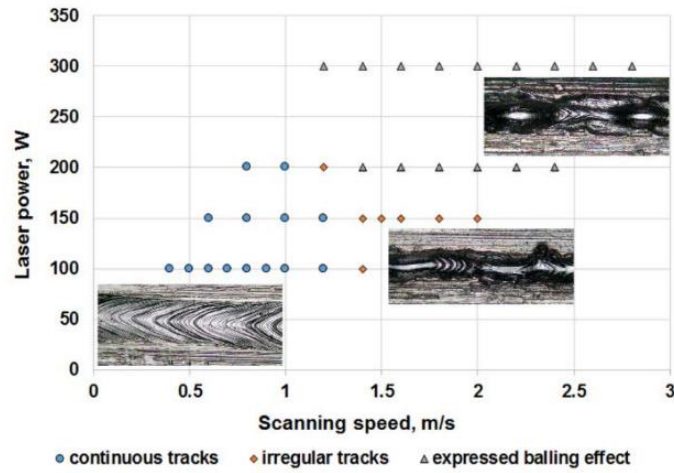 350
300
250
200
150
100
50
0
Laser power, W
0 0.5 1 1.5 2 2.5 3
Scanning speed, m/s
continuous tracks irregular tracks expressed balling effect